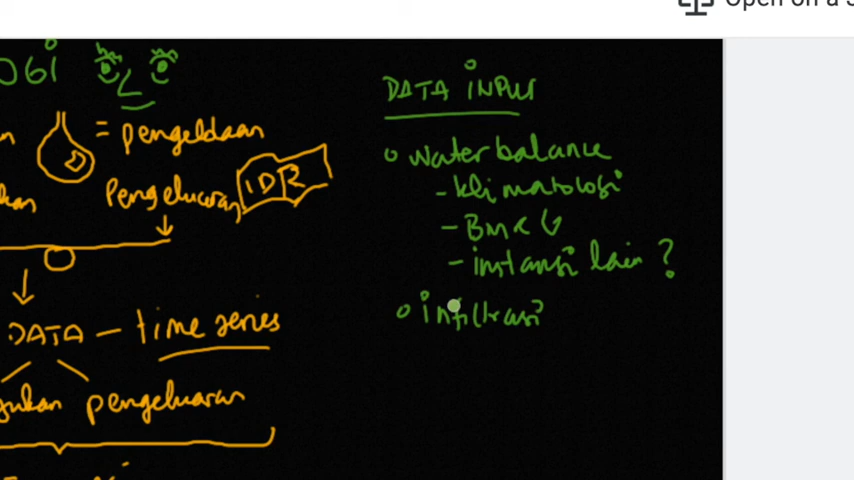 Open on a s
OGI
= pengeldaan
pengeluaran IDR
DATA - time series
pengeluaran
DATA INPUT
o Water balance
- klimatologi
- BMKG
- instansi lain ?
o infiltrasi